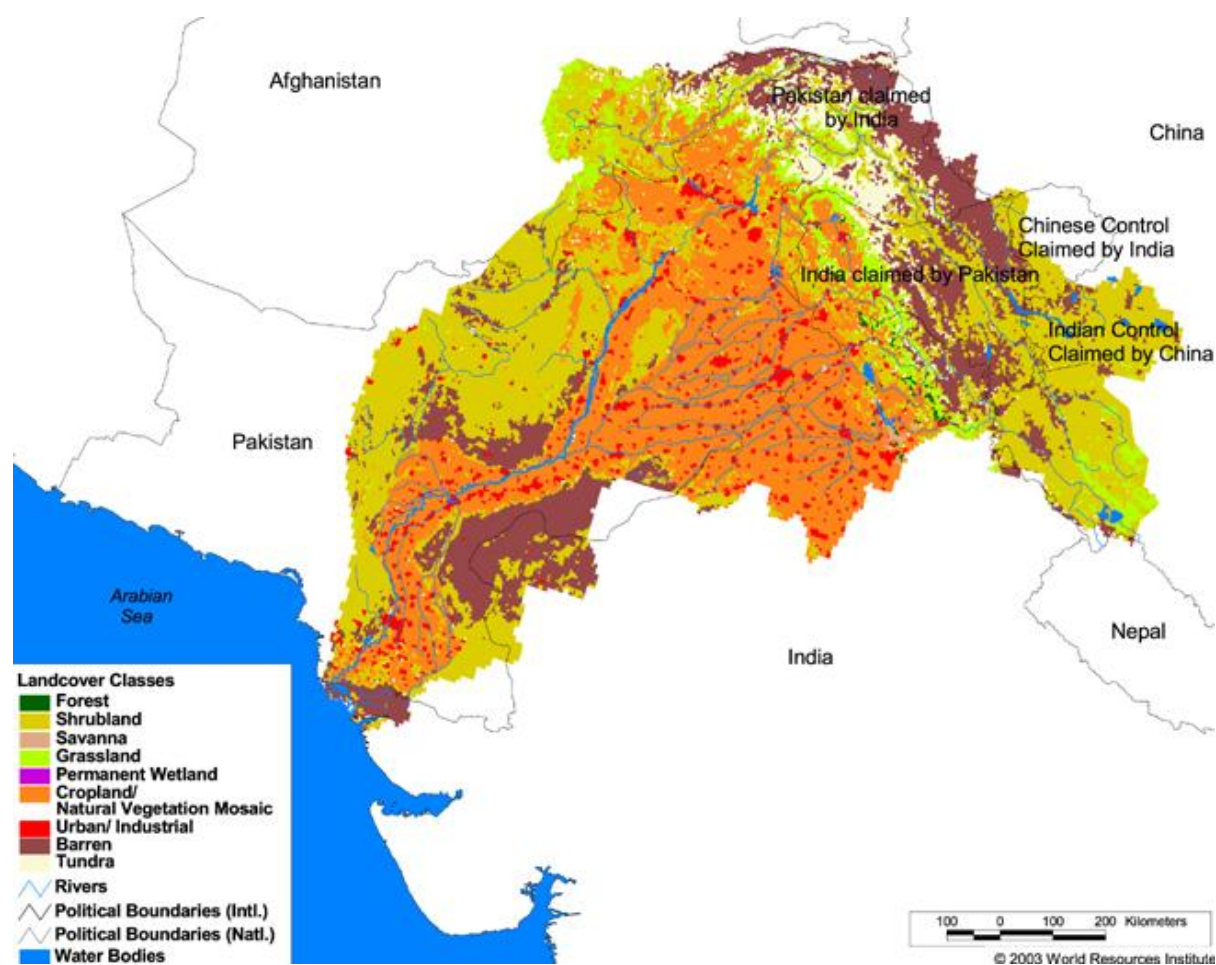 Afghanistan
Pakistan claimed
by India
China
Chinese Control
Claimed by India
India claimed by Pakistan
Indian Control
Claimed by China
Pakistan
Arabian
Sea
Nepal
India
Landcover Classes
Forest
Shrubland
Savanna
Grassland
Permanent Wetland
Cropland/
Natural Vegetation Mosaic
Urban/ Industrial
Barren
Tundra
Rivers
Political Boundaries (Intl.)
Political Boundaries (Natl.)
Water Bodies
100 0 100 200 Kilometers
© 2003 World Resources Institute